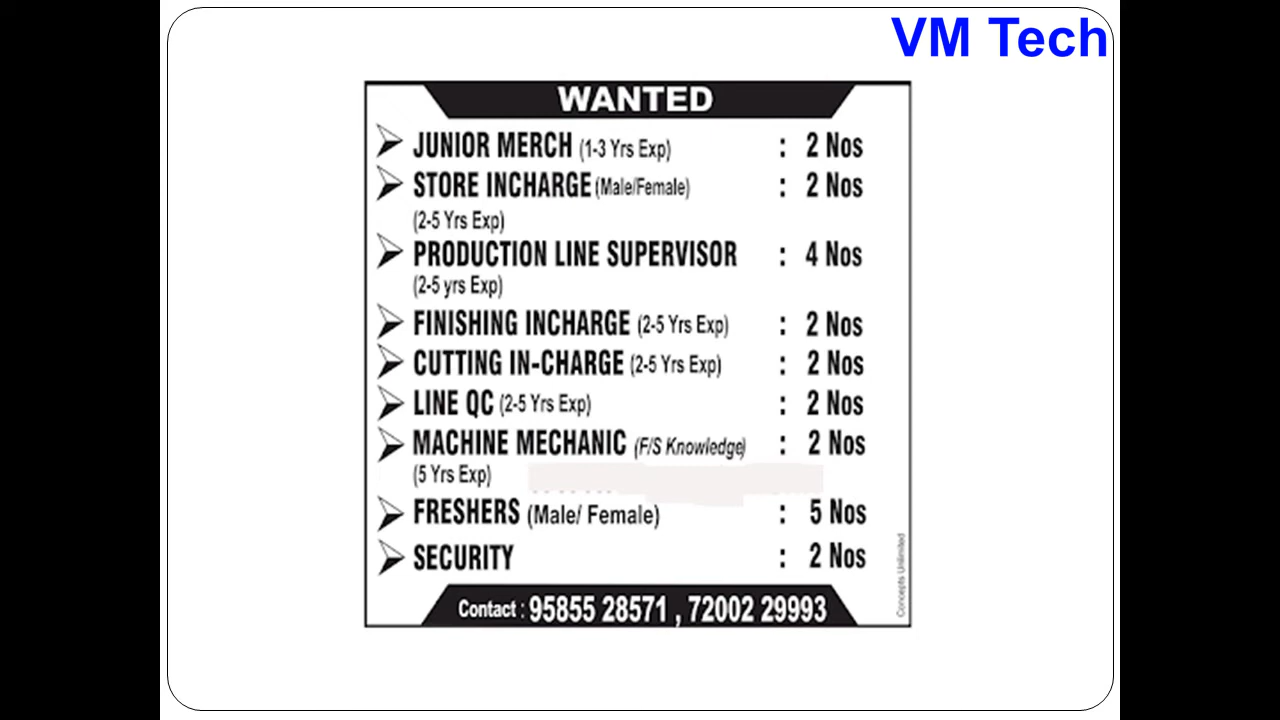 VM Tech
WANTED
JUNIOR MERCH (1-3 Yrs Exp) : 2 Nos
STORE INCHARGE (Male/Female) : 2 Nos
(2-5 Yrs Exp)
PRODUCTION LINE SUPERVISOR : 4 Nos
(2-5 yrs Exp)
FINISHING INCHARGE (2-5 Yrs Exp) : 2 Nos
CUTTING IN-CHARGE (2-5 Yrs Exp) : 2 Nos
LINE QC (2-5 Yrs Exp) : 2 Nos
MACHINE MECHANIC (F/S Knowledge) : 2 Nos
(5 Yrs Exp)
FRESHERS (Male/ Female) : 5 Nos
SECURITY : 2 Nos
Concepts Unlimited
Contact : 95855 28571 , 72002 29993